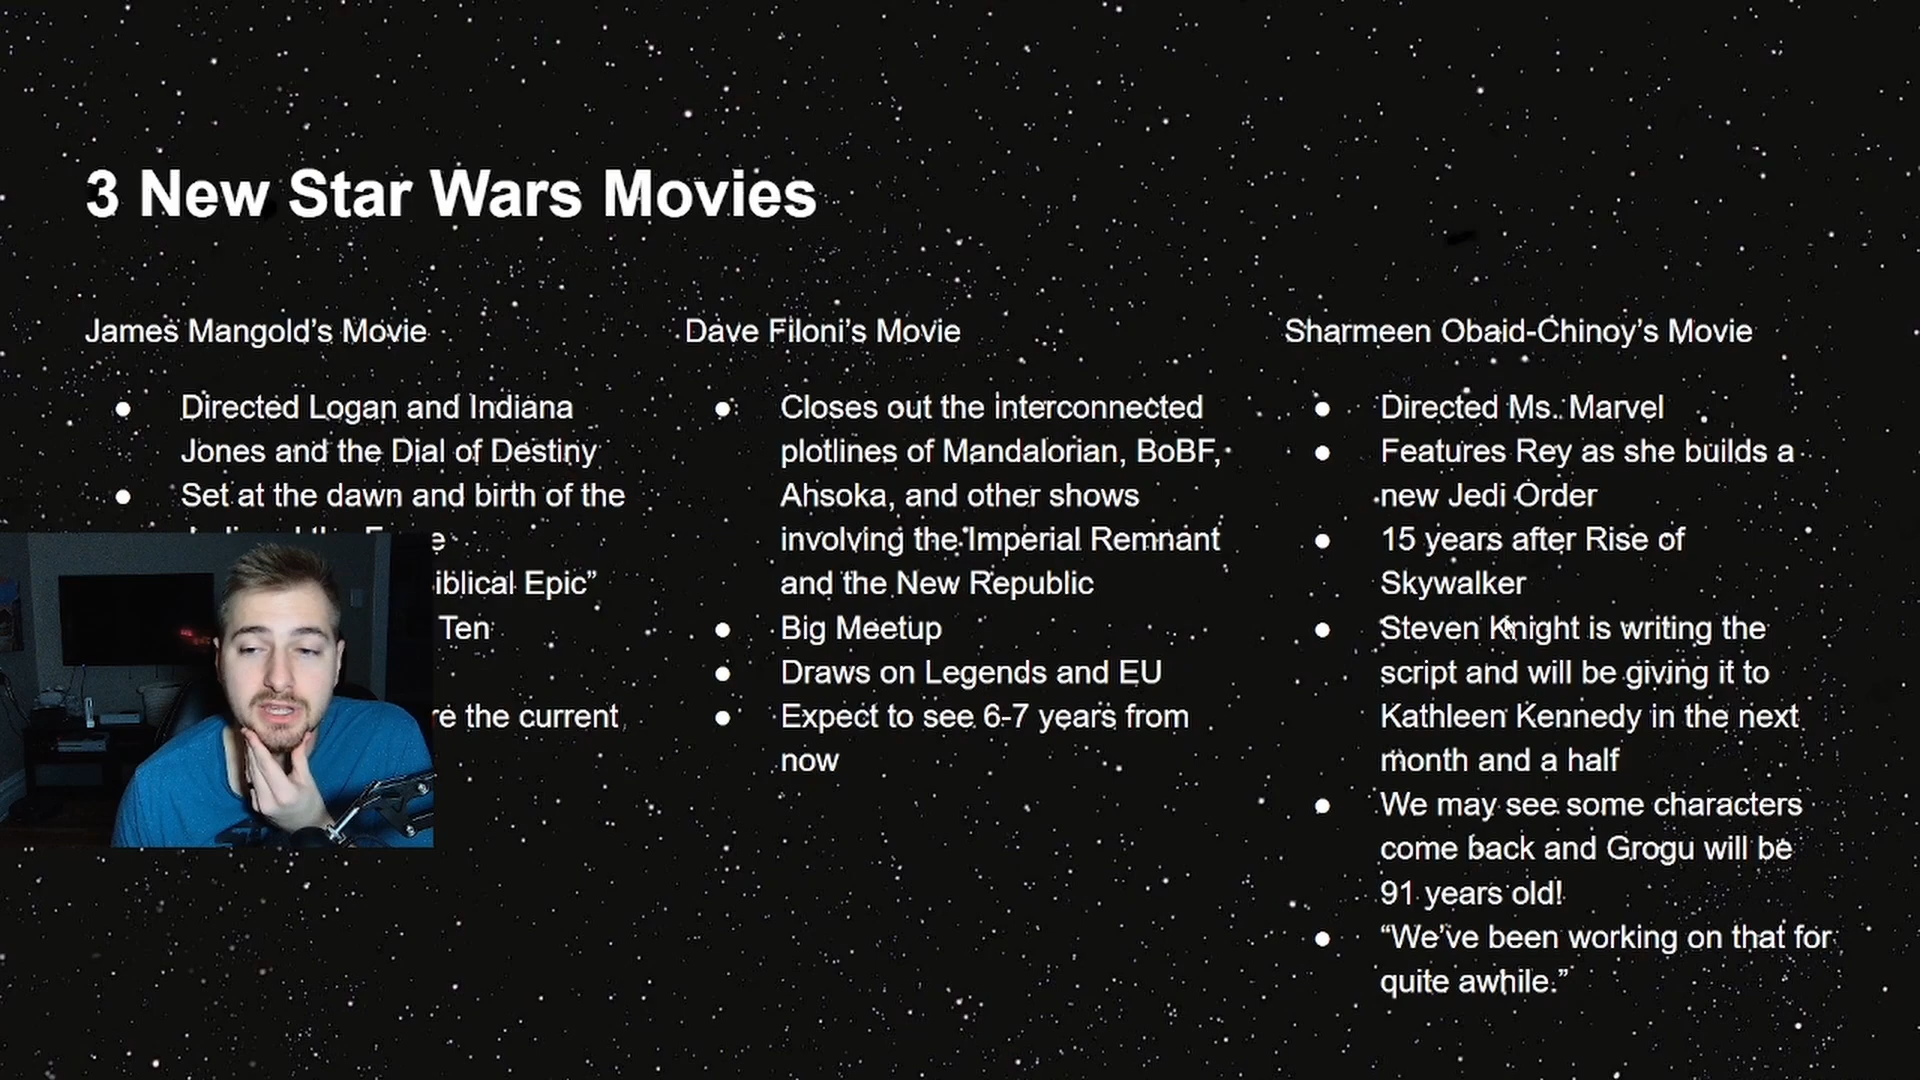 3 New Star Wars Movies
James Mangold’s Movie
Directed Logan and Indiana
Jones and the Dial of Destiny
Set at the dawn and birth of the
Epic”
Ten
the current
Dave Filoni’s Movie
Closes out the interconnected
plotlines of Mandalorian, BoBF,
Ahsoka, and other shows
involving the Imperial Remnant
and the New Republic
Big Meetup
Draws on Legends and EU
Expect to see 6-7 years from
now
Sharmeen Obaid-Chinoy’s Movie
Directed Ms. Marvel
Features Rey as she builds a
new Jedi Order
15 years after Rise of
Skywalker
Steven Knight is writing the
script and will be giving it to
Kathleen Kennedy in the next
month and a half
We may see some characters
come back and Grogu will be
91 years old!
“We’ve been working on that for
quite awhile.”